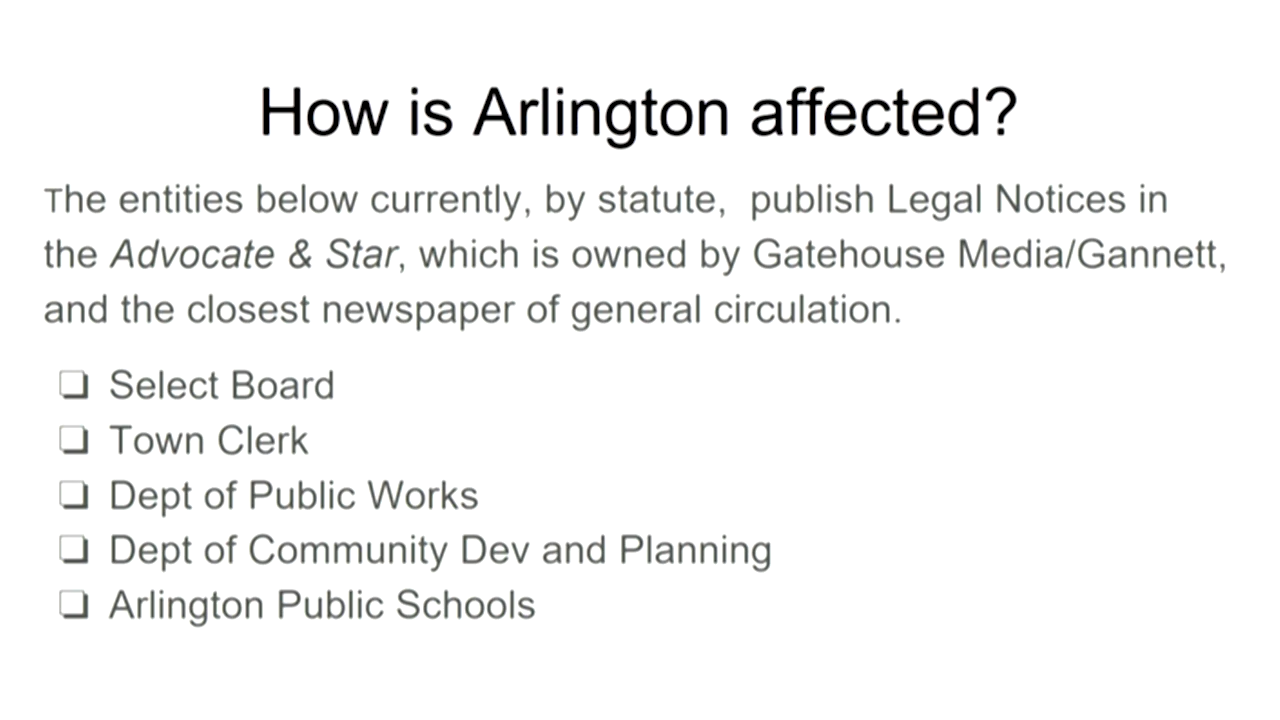 How is Arlington affected?
The entities below currently, by statute,  publish Legal Notices in
the Advocate & Star, which is owned by Gatehouse Media/Gannett,
and the closest newspaper of general circulation.
❏ Select Board
❏ Town Clerk
❏ Dept of Public Works
❏ Dept of Community Dev and Planning
❏ Arlington Public Schools